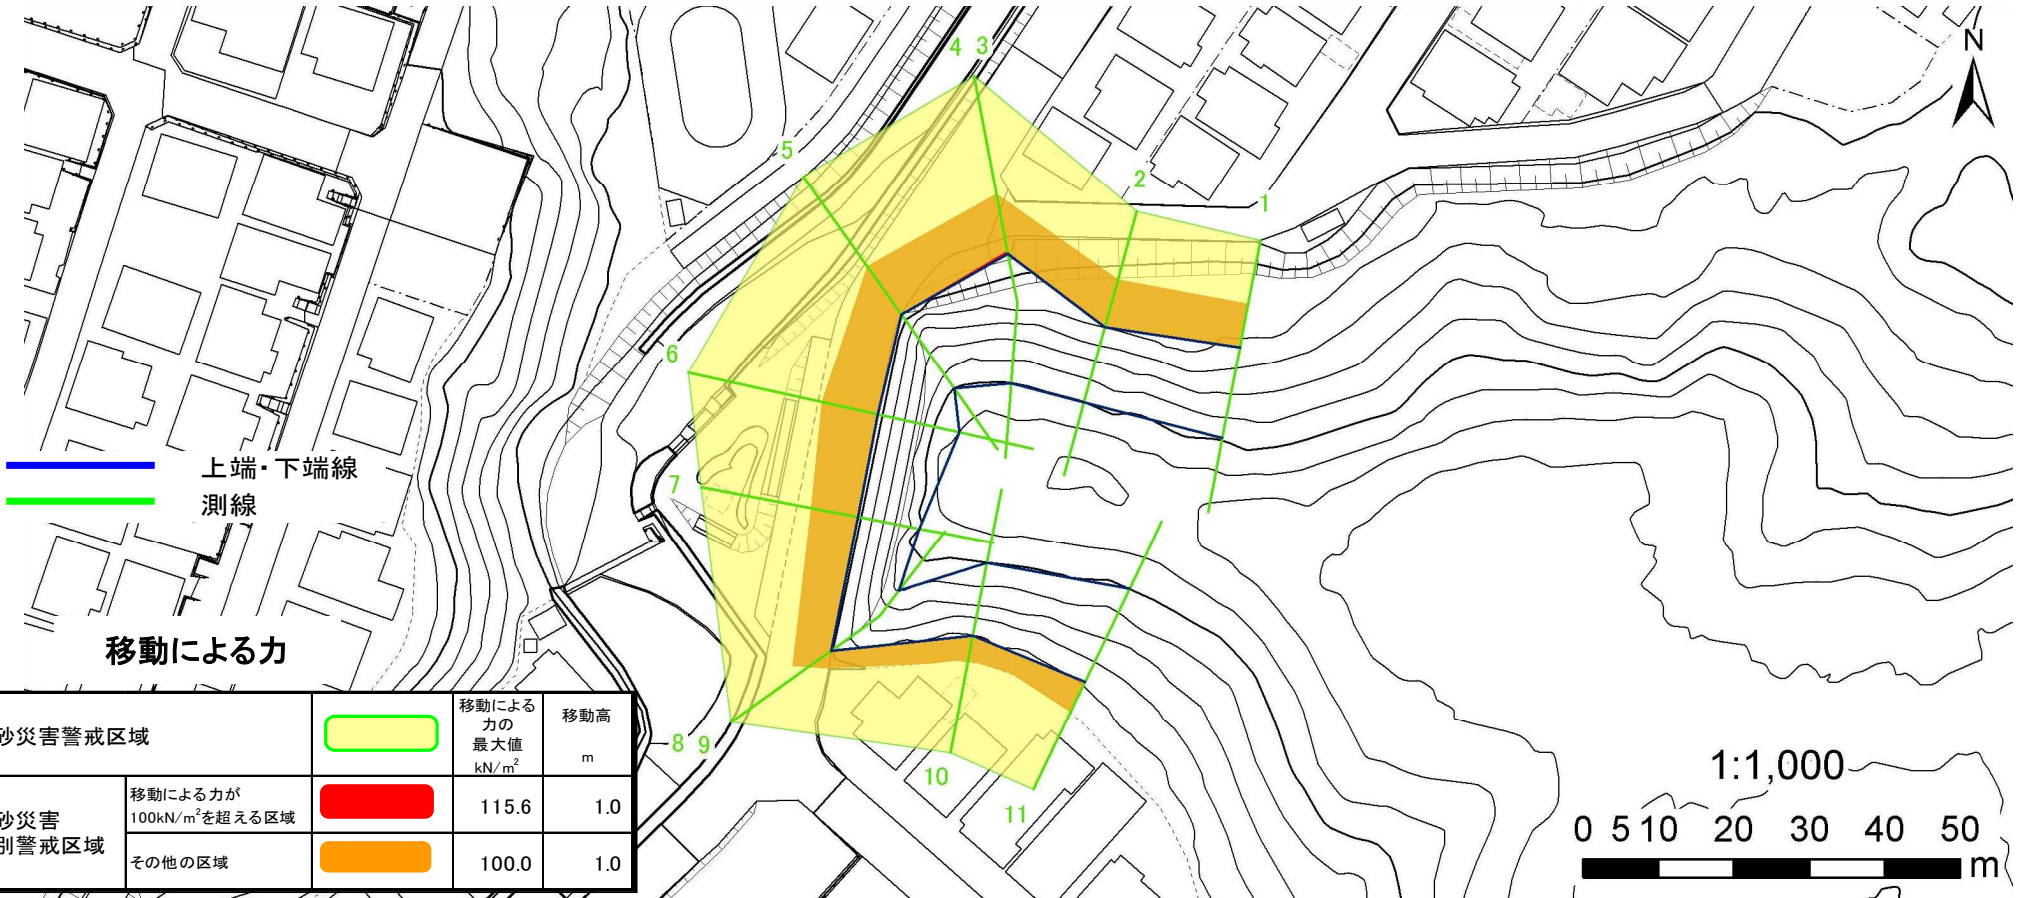 4 3
N
5
2
1
6
上端・下端線
7
測線
移動による力
砂災害警戒区域
移動による
力の
最大値
kN/m²
移動高
m
8 9
10
11
砂災害
別警戒区域
移動による力が
100kN/m²を超える区域
115.6
1.0
その他の区域
100.0
1.0
1:1,000
0 5 10 20 30 40 50
m